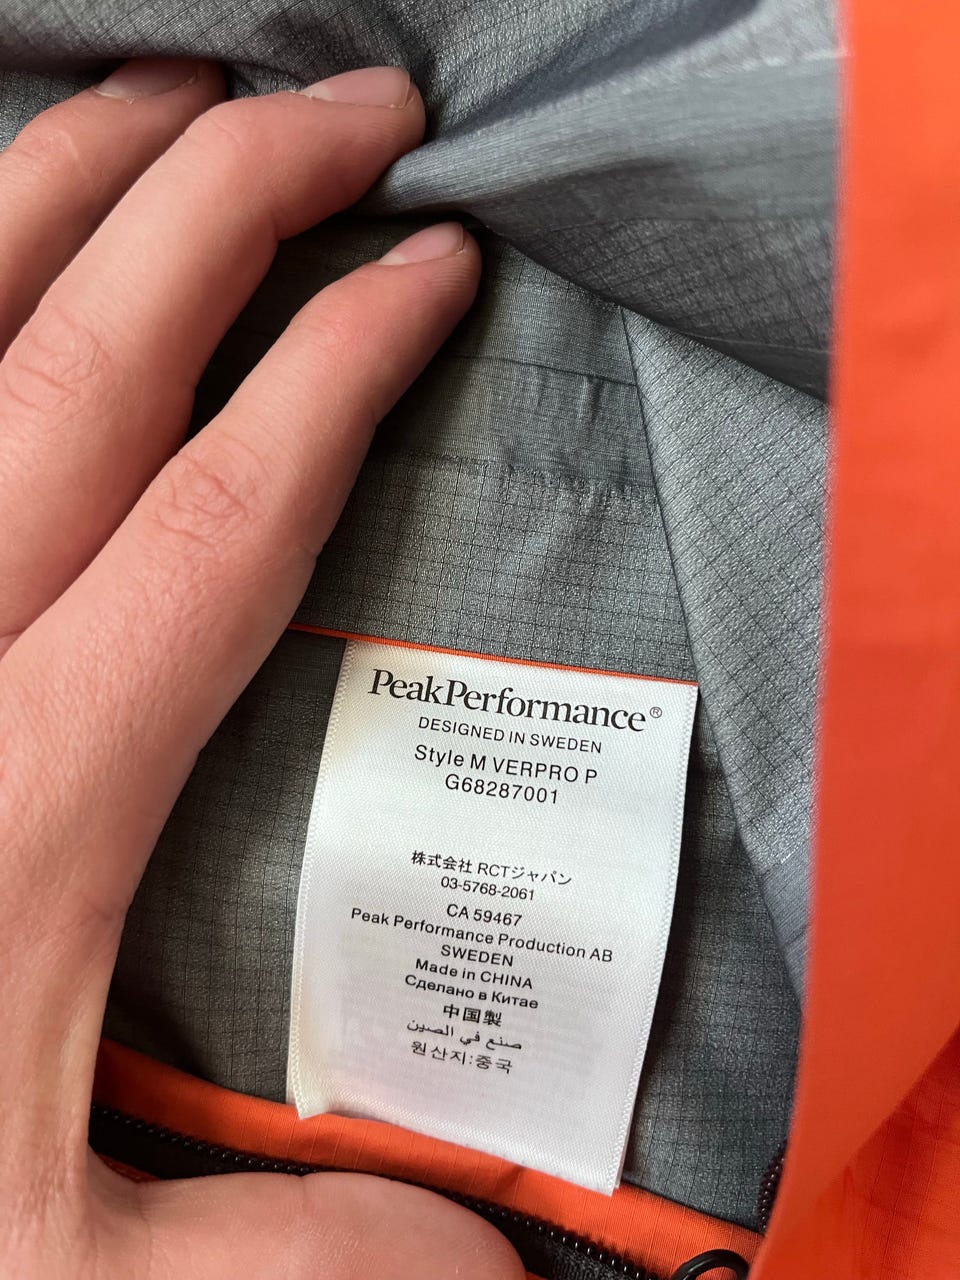 PeakPerformance®
DESIGNED IN SWEDEN
Style M VERPRO P
G68287001
株式会社 RCTジャパン
03-5768-2061
CA 59467
Peak Performance Production AB
SWEDEN
Made in CHINA
Сделано в Китае
中国製
صنع في الصين
원산지:중국